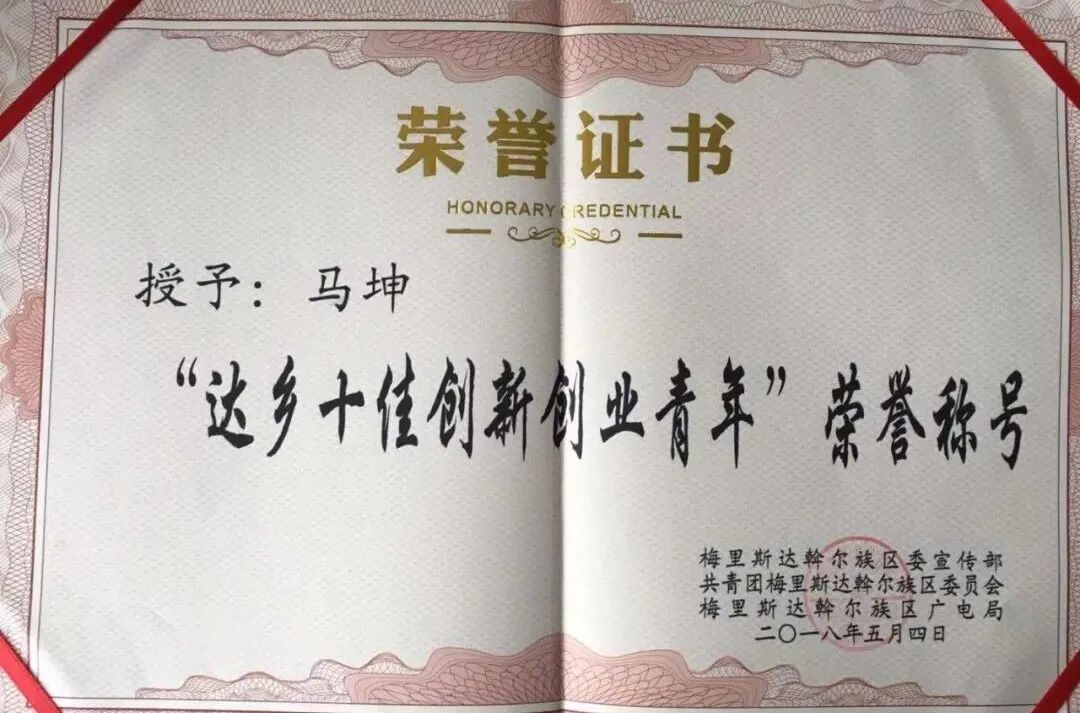 荣誉证书
HONORARY CREDENTIAL
授予：马坤
“达乡十佳创新创业青年”荣誉称号
梅里斯达斡尔族区委宣传部
共青团梅里斯达斡尔族区委员会
梅里斯达斡尔族区广电局
二〇一八年五月四日